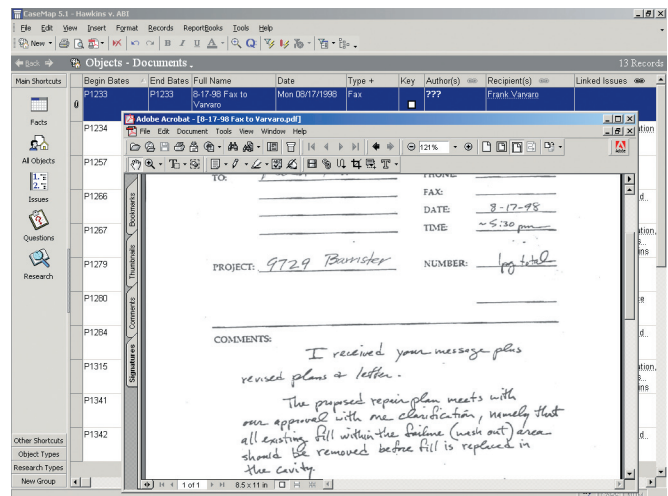 CaseMap 5.1 - Hawkins v. ABI
File Edit View Insert Format Records ReportBooks Tools Help
New
Back Objects - Documents 13 Records
Main Shortcuts Begin Bates End Bates Full Name Date Type + Key Author(s) Recipient(s) Linked Issues
P1233 P1233 8-17-98 Fax to Varvaro Mon 08/17/1998 Fax ??? Frank Varvaro
Facts
All Objects
Issues
Questions
Research
P1234
P1257
P1266
P1267
P1279
P1280
P1284
P1315
P1341
P1342
Other Shortcuts
Object Types
Research Types
New Group
Adobe Acrobat - [8-17-98 Fax to Varvaro.pdf]
File Edit Document Tools View Window Help
121%
Bookmarks
Thumbnails
Comments
Signatures
TO: PHONE:
FAX:
DATE: 8-17-98
TIME: ~5:30 pm
PROJECT: 9729 Barrister NUMBER: 1pg total
COMMENTS:
I received your message plus
revised plans & letter.
The proposed repair plan meets with
our approval with one clarification, namely that
all existing fill within the failure (wash out) area
should be removed before fill is replaced in
the cavity.
1 of 1 8.5 x 11 in